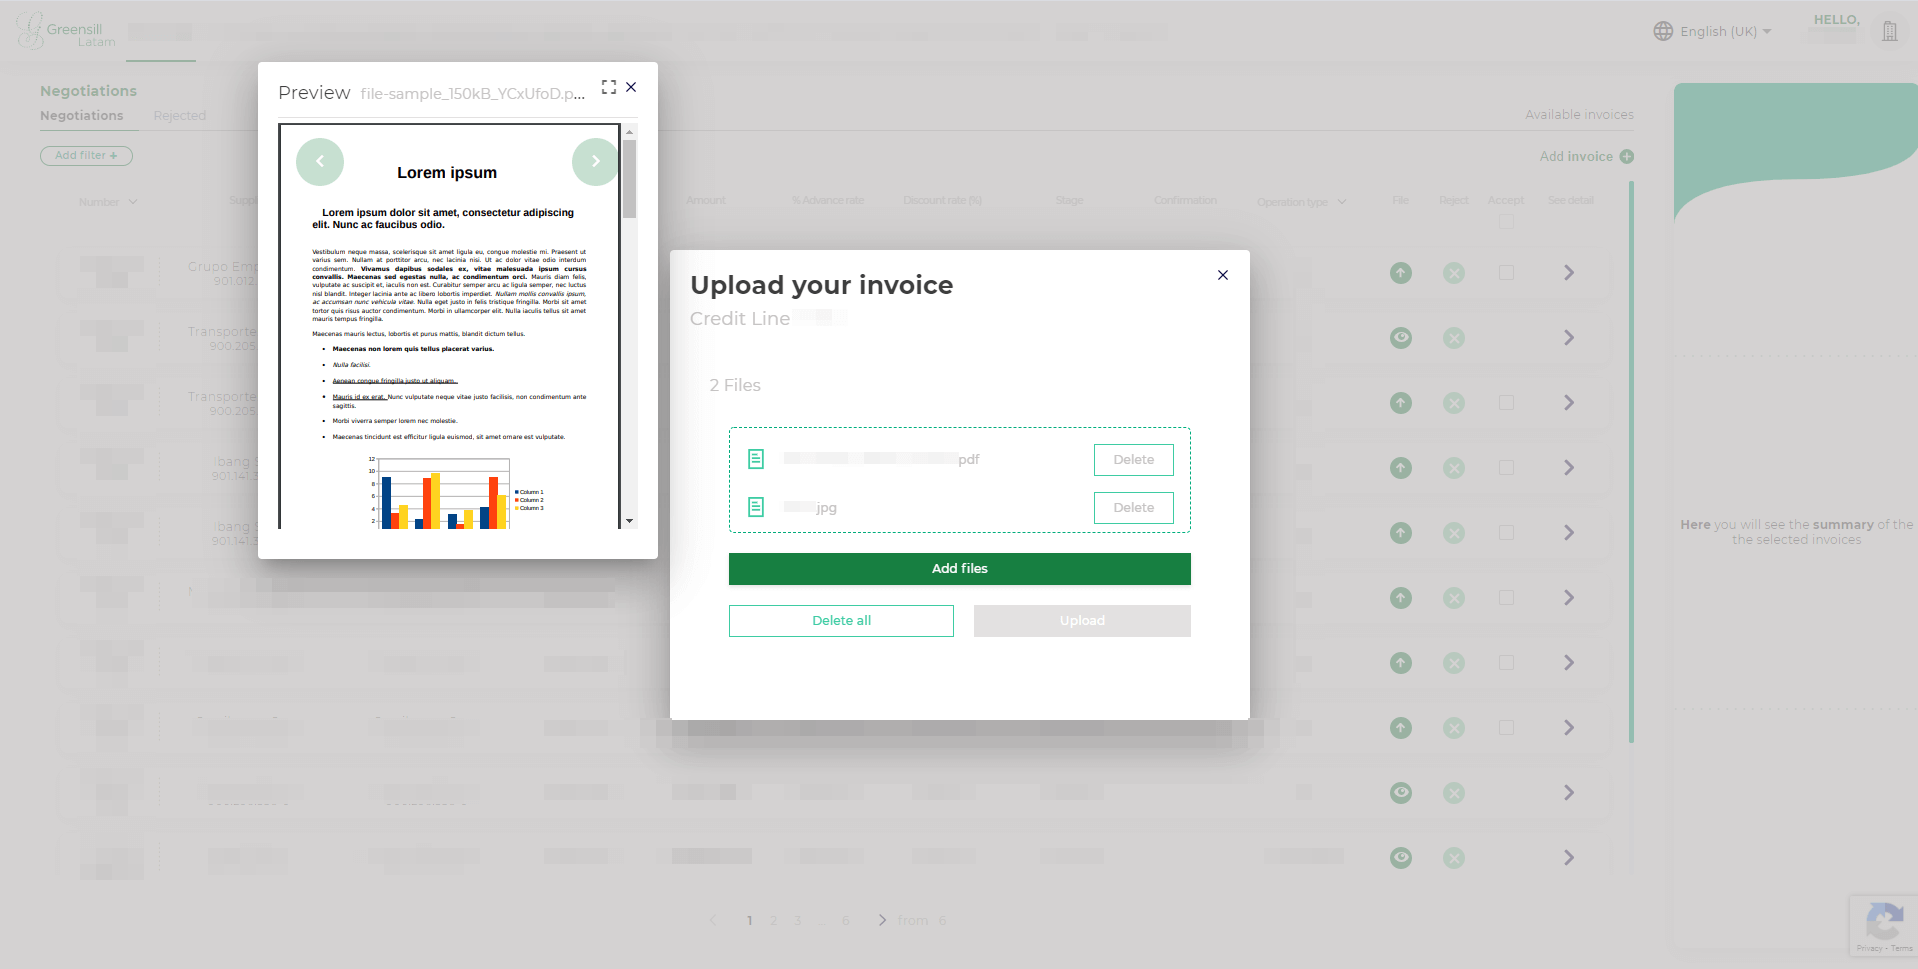 Greensill
Latam
English (UK)
HELLO,
Negotiations
Negotiations
Rejected
Available invoices
Add filter +
Add invoice
Number
Amount
% Advance rate
Discount rate (%)
Stage
Confirmation
Operation type
File
Reject
Accept
See detail
Grupo Emp
901.012
Transporte
900.205
Transporte
900.205
Ibang S
901.141.3
Ibang S
901.141.3
Preview file-sample_150kB_YCxUfoD.p...
Lorem ipsum
Lorem ipsum dolor sit amet, consectetur adipiscing
elit. Nunc ac faucibus odio.
Vestibulum neque massa, scelerisque sit amet ligula eu, congue molestie mi. Praesent ut
varius sem. Nullam at porttitor arcu, nec lacinia nisi. Ut ac dolor vitae odio interdum
condimentum. Vivamus dapibus sodales ex, vitae malesuada ipsum cursus
convallis. Maecenas sed egestas nulla, ac condimentum orci. Mauris diam felis,
vulputate ac suscipit et, iaculis non est. Curabitur semper arcu ac ligula semper, nec luctus
nisl blandit. Integer lacinia ante ac libero lobortis imperdiet. Nullam mollis convallis ipsum,
ac accumsan nunc vehicula vitae. Nulla eget justo in felis tristique fringilla. Morbi sit amet
tortor quis risus auctor condimentum. Morbi in ullamcorper elit. Nulla iaculis tellus sit amet
mauris tempus fringilla.
Maecenas mauris lectus, lobortis et purus mattis, blandit dictum tellus.
• Maecenas non lorem quis tellus placerat varius.
• Nulla facilisi.
• Aenean congue fringilla justo ut aliquam.
• Mauris id ex erat. Nunc vulputate neque vitae justo facilisis, non condimentum ante
sagittis.
• Morbi viverra semper lorem nec molestie.
• Maecenas tincidunt est efficitur ligula euismod, sit amet ornare est vulputate.
12
10
8
6
4
2
Column 1
Column 2
Column 3
Upload your invoice
Credit Line
2 Files
pdf
Delete
jpg
Delete
Add files
Delete all
Upload
Here you will see the summary of the
the selected invoices
1 2 3 ... 6 from 6
Privacy - Terms